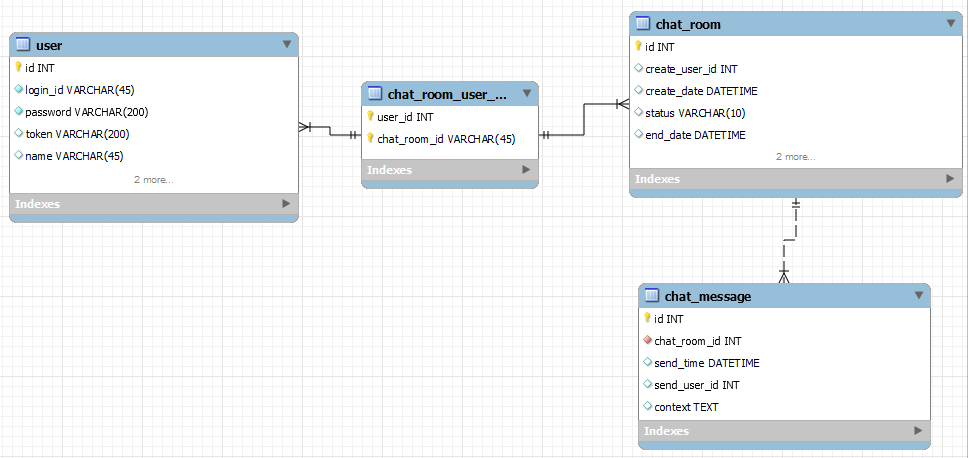 user
id INT
login_id VARCHAR(45)
password VARCHAR(200)
token VARCHAR(200)
name VARCHAR(45)
2 more...
Indexes
chat_room_user_...
user_id INT
chat_room_id VARCHAR(45)
Indexes
chat_room
id INT
create_user_id INT
create_date DATETIME
status VARCHAR(10)
end_date DATETIME
2 more...
Indexes
chat_message
id INT
chat_room_id INT
send_time DATETIME
send_user_id INT
context TEXT
Indexes